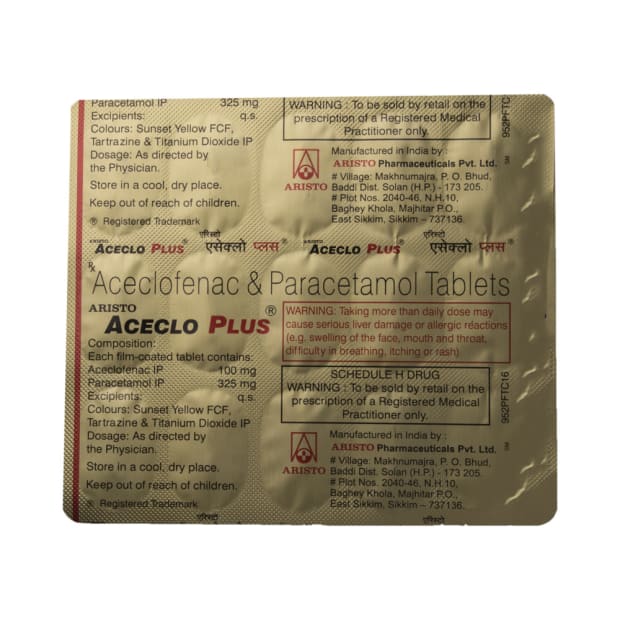 Paracetamol IP 325 mg
Excipients: q.s.
Colours: Sunset Yellow FCF,
Tartrazine & Titanium Dioxide IP
Dosage: As directed by
the Physician.
Store in a cool, dry place.
Keep out of reach of children.
® Registered Trademark
WARNING : To be sold by retail on the
prescription of a Registered Medical
Practitioner only.
952PFTC
Manufactured in India by :
ARISTO
ARISTO Pharmaceuticals Pvt. Ltd.
SM
# Village: Makhnumajra, P. O. Bhud,
Baddi Dist. Solan (H.P.) - 173 205.
# Plot Nos. 2040-46, N.H.10,
Baghey Khola, Majhitar P.O.,
East Sikkim, Sikkim – 737136.
ARISTO ACECLO PLUS®
एरिस्टो
एसेक्लो प्लस®
ARISTO ACECLO PLUS®
एरिस्टो
एसेक्लो प्लस®
Rx
Aceclofenac & Paracetamol Tablets
ARISTO
ACECLO PLUS®
Composition:
Each film-coated tablet contains:
Aceclofenac IP 100 mg
Paracetamol IP 325 mg
Excipients: q.s.
Colours: Sunset Yellow FCF,
Tartrazine & Titanium Dioxide IP
Dosage: As directed by
the Physician.
Store in a cool, dry place.
Keep out of reach of children.
® Registered Trademark
एरिस्टो
WARNING: Taking more than daily dose may
cause serious liver damage or allergic reactions
(e.g. swelling of the face, mouth and throat,
difficulty in breathing, itching or rash)
SCHEDULE H DRUG
WARNING : To be sold by retail on the
prescription of a Registered Medical
Practitioner only.
952PFTC16
Manufactured in India by :
ARISTO
ARISTO Pharmaceuticals Pvt. Ltd.
SM
# Village: Makhnumajra, P. O. Bhud,
Baddi Dist. Solan (H.P.) - 173 205.
# Plot Nos. 2040-46, N.H.10,
Baghey Khola, Majhitar P.O.,
East Sikkim, Sikkim – 737136.
एरिस्टो